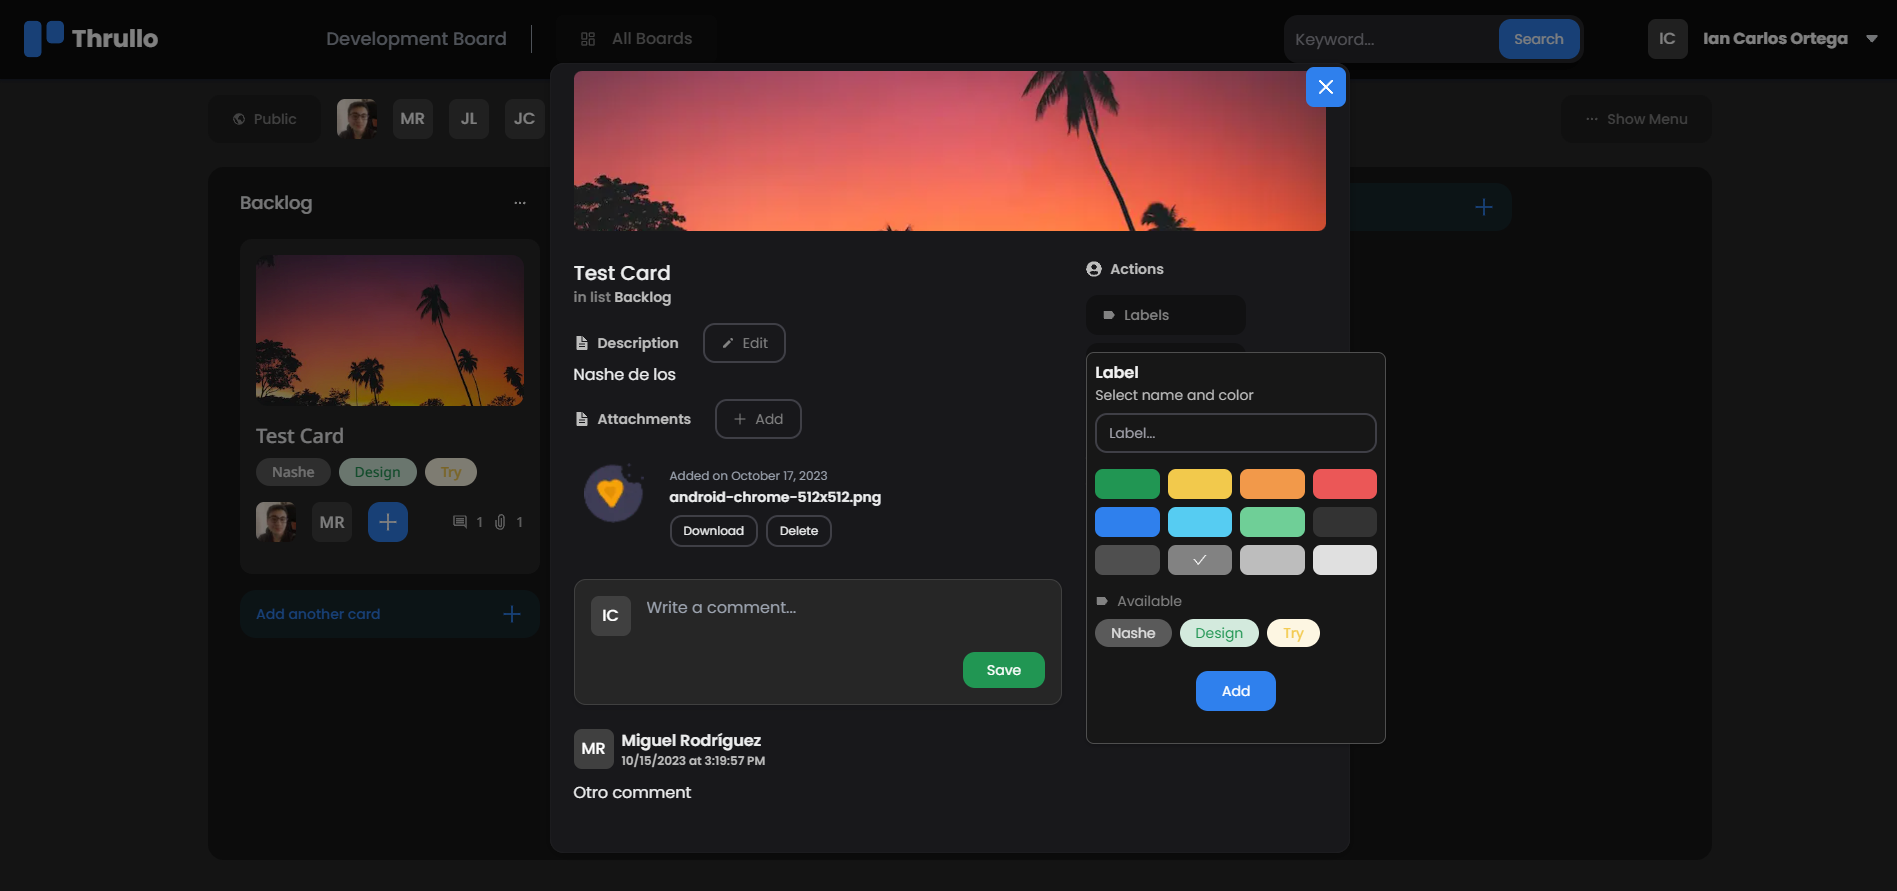 Thrullo
Development Board
All Boards
Keyword...
Search
IC
Ian Carlos Ortega
Public
MR
JL
JC
Show Menu
Backlog
Test Card
Nashe
Design
Try
MR
1
1
Add another card
Test Card
in list Backlog
Description
Edit
Nashe de los
Attachments
Add
Added on October 17, 2023
android-chrome-512x512.png
Download
Delete
IC
Write a comment...
Save
MR
Miguel Rodríguez
10/15/2023 at 3:19:57 PM
Otro comment
Actions
Labels
Label
Select name and color
Label...
Available
Nashe
Design
Try
Add